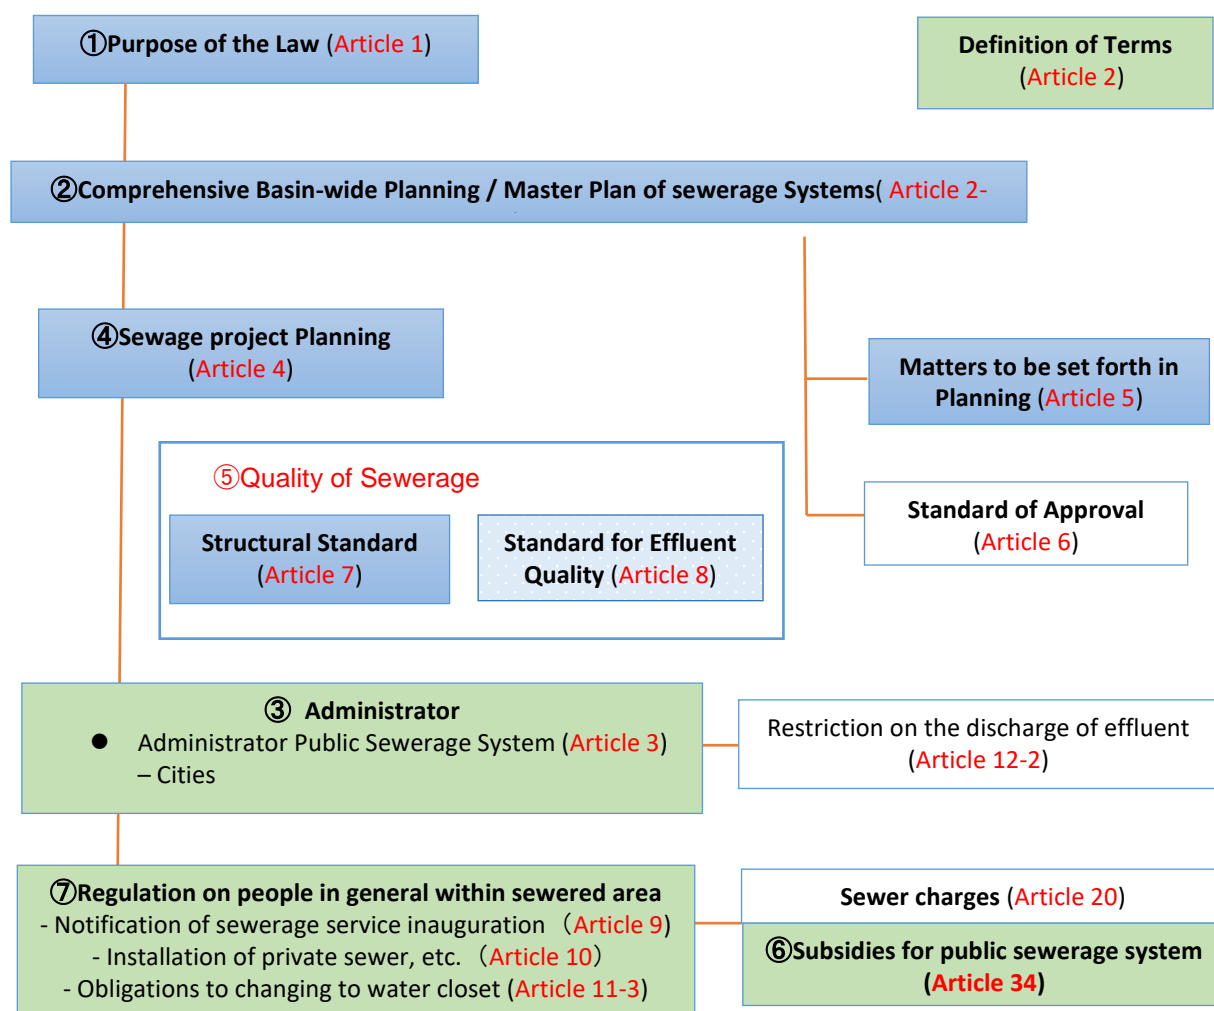 ①Purpose of the Law (Article 1)
Definition of Terms
(Article 2)
②Comprehensive Basin-wide Planning / Master Plan of sewerage Systems( Article 2-
④Sewage project Planning
(Article 4)
Matters to be set forth in
Planning (Article 5)
⑤Quality of Sewerage
Structural Standard
(Article 7)
Standard for Effluent
Quality (Article 8)
Standard of Approval
(Article 6)
③ Administrator
● Administrator Public Sewerage System (Article 3)
– Cities
Restriction on the discharge of effluent
(Article 12-2)
⑦Regulation on people in general within sewered area
- Notification of sewerage service inauguration（Article 9)
- Installation of private sewer, etc.（Article 10）
- Obligations to changing to water closet (Article 11-3)
Sewer charges (Article 20)
⑥Subsidies for public sewerage system
(Article 34)